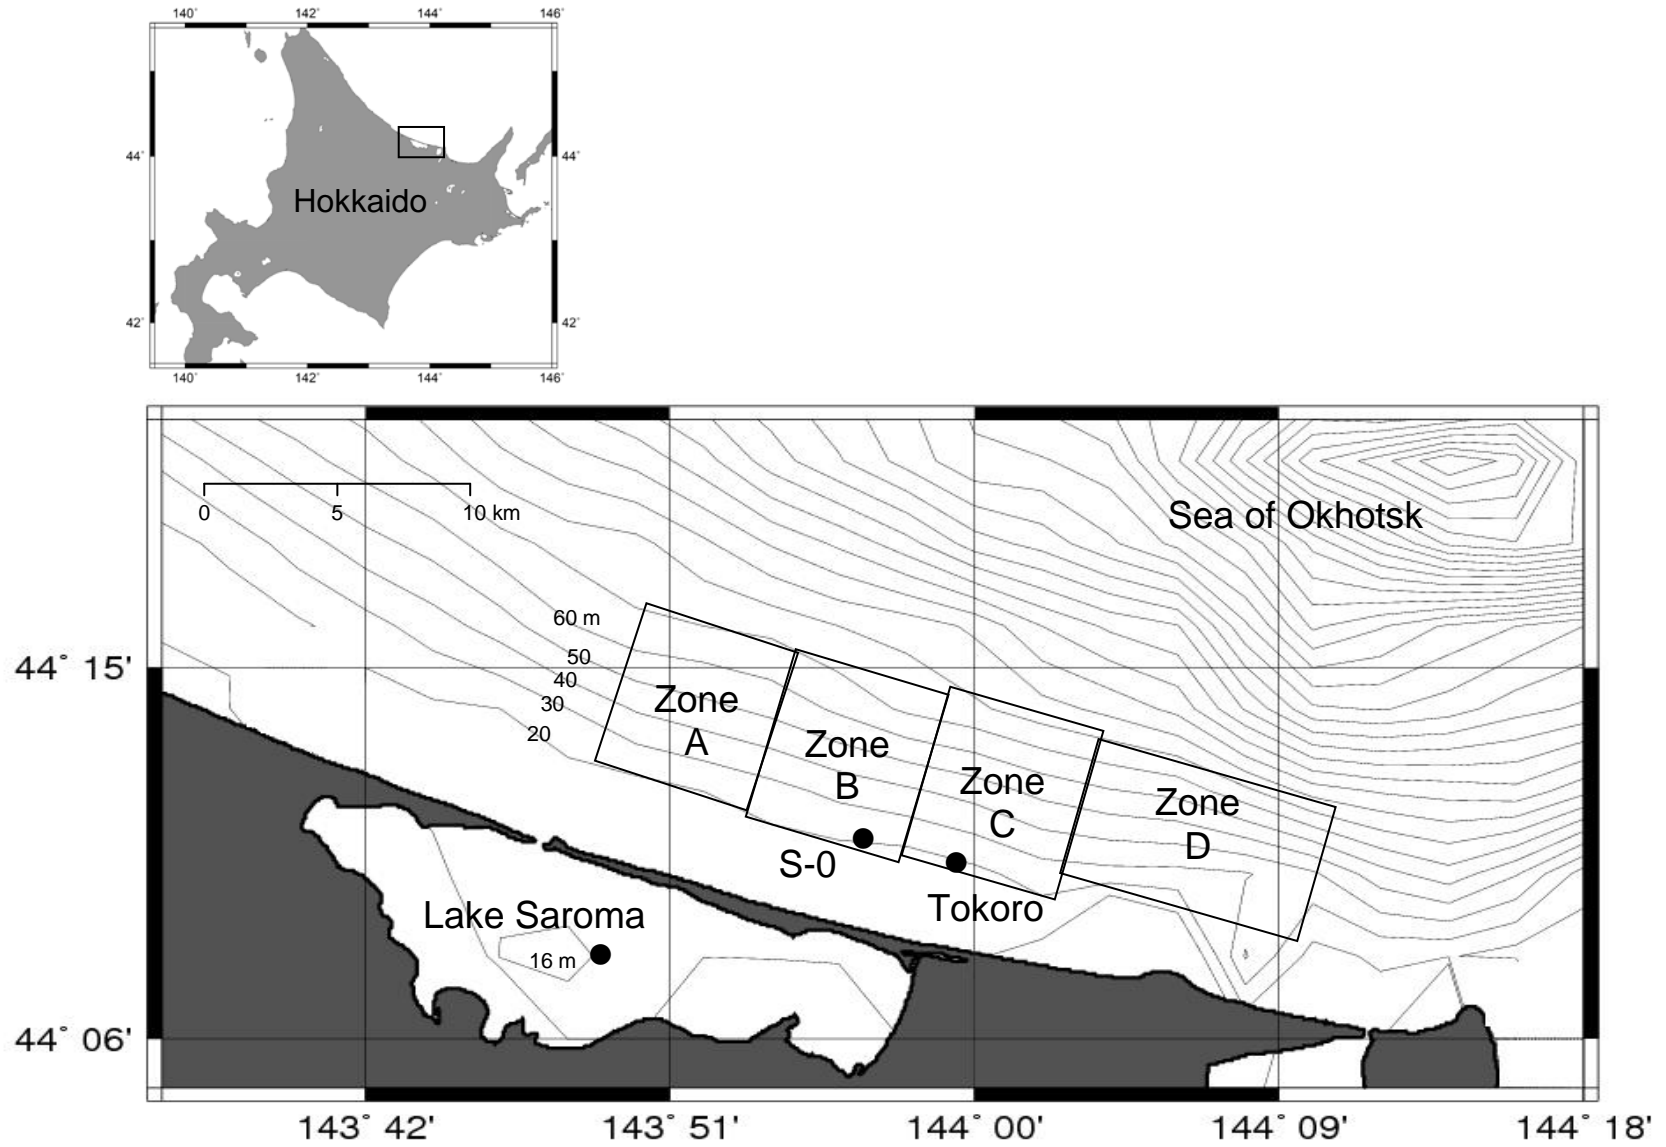 140° 142° 144° 146°
44° 44°
Hokkaido
42° 42°
140° 142° 144° 146°
Sea of Okhotsk
0 5 10 km
60 m
50
40
30
20
44° 15'
Zone
A
Zone
B
Zone
C
Zone
D
S-0
Tokoro
Lake Saroma
16 m
44° 06'
143° 42' 143° 51' 144° 00' 144° 09' 144° 18'